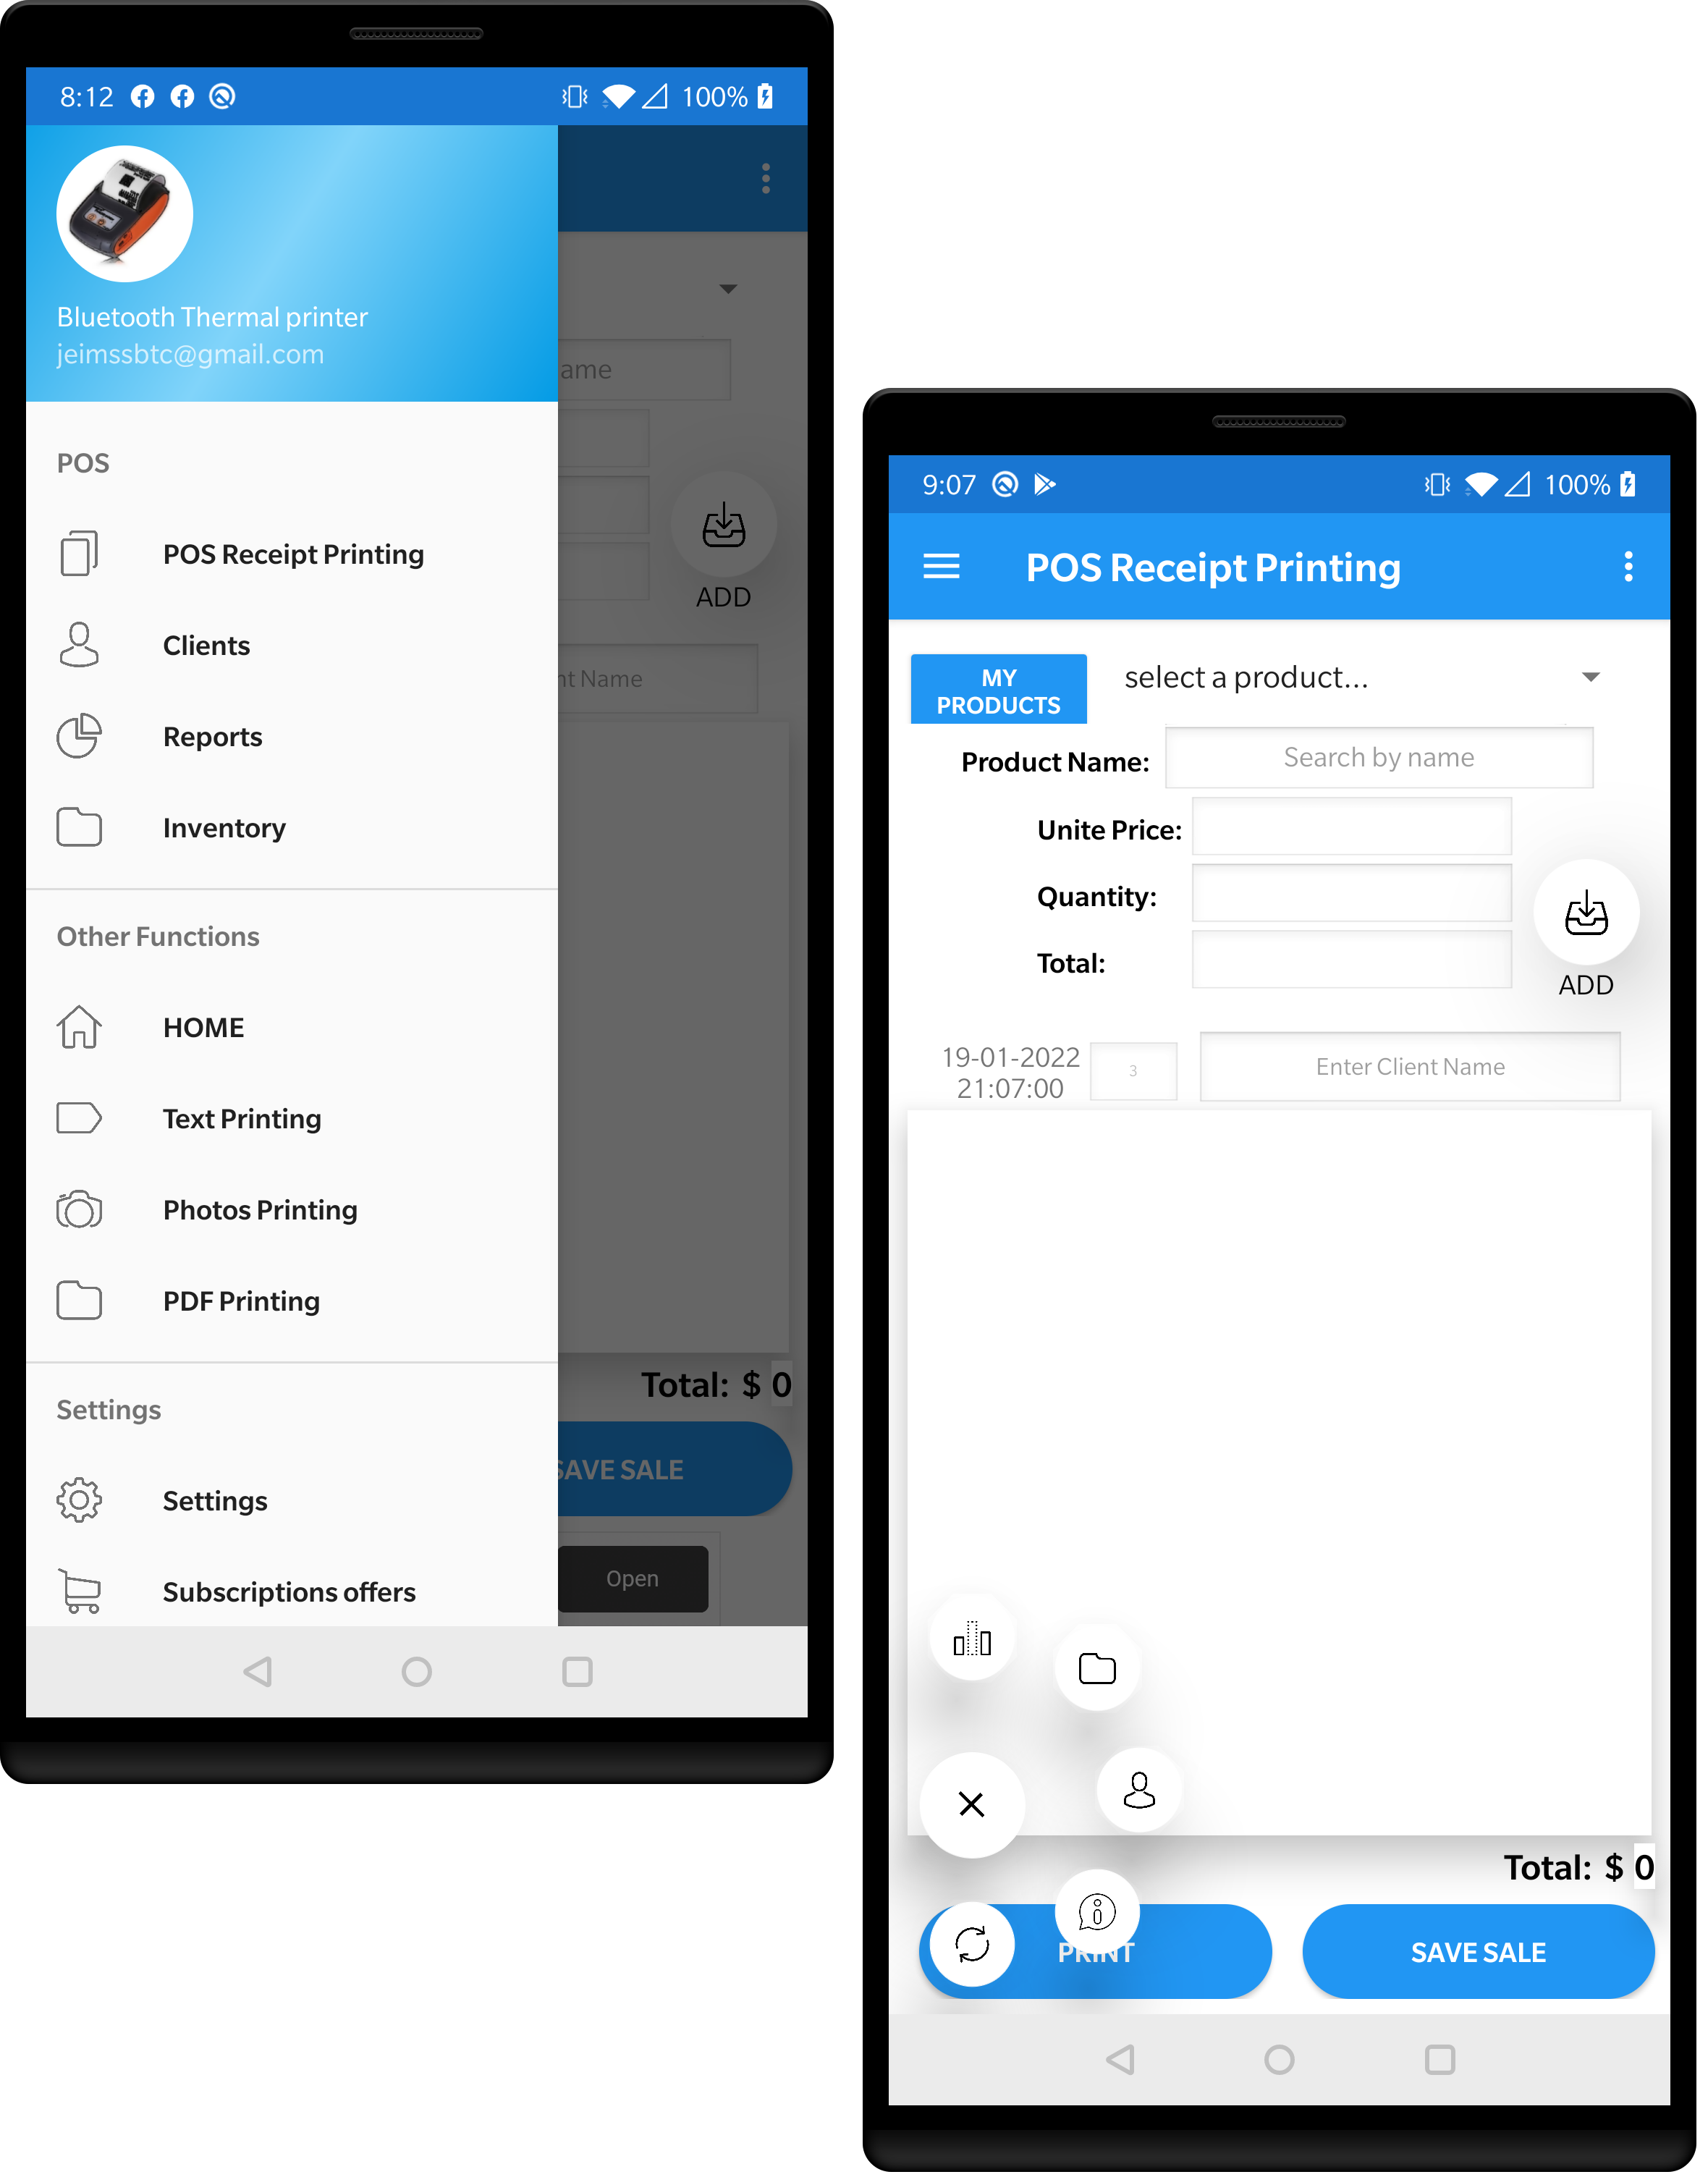 8:12
100%
Bluetooth Thermal printer
jeimssbtc@gmail.com
POS
POS Receipt Printing
Clients
Reports
Inventory
Other Functions
HOME
Text Printing
Photos Printing
PDF Printing
Settings
Settings
Subscriptions offers
ame
ADD
nt Name
Total: $ 0
SAVE SALE
Open
9:07
100%
POS Receipt Printing
MY
PRODUCTS
select a product...
Product Name:
Search by name
Unite Price:
Quantity:
Total:
ADD
19-01-2022
21:07:00
3
Enter Client Name
Total: $ 0
PRINT
SAVE SALE